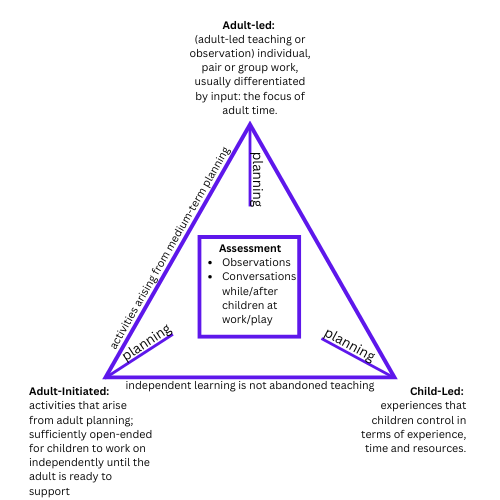 Adult-led:
(adult-led teaching or
observation) individual,
pair or group work,
usually differentiated
by input: the focus of
adult time.
activities arising from medium-term planning
planning
Assessment
• Observations
• Conversations
while/after
children at
work/play
planning
planning
independent learning is not abandoned teaching
Adult-Initiated:
activities that arise
from adult planning;
sufficiently open-ended
for children to work on
independently until the
adult is ready to
support
Child-Led:
experiences that
children control in
terms of experience,
time and resources.